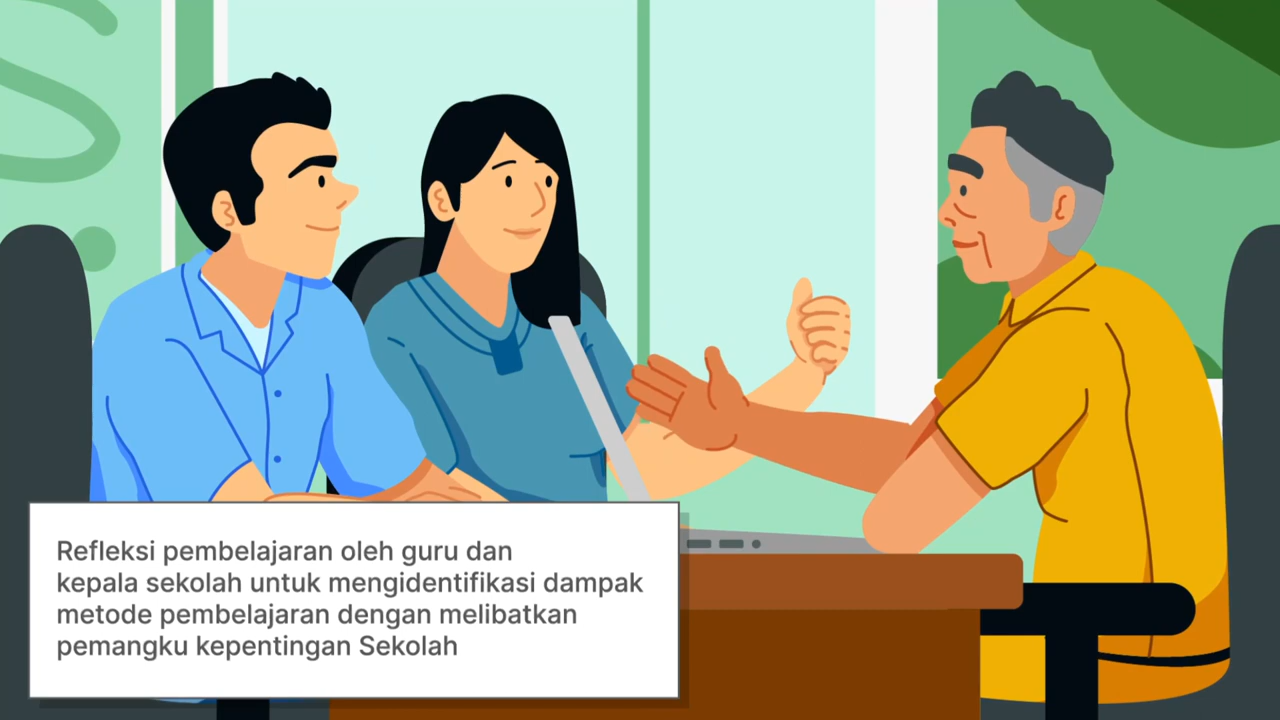 Refleksi pembelajaran oleh guru dan
kepala sekolah untuk mengidentifikasi dampak
metode pembelajaran dengan melibatkan
pemangku kepentingan Sekolah